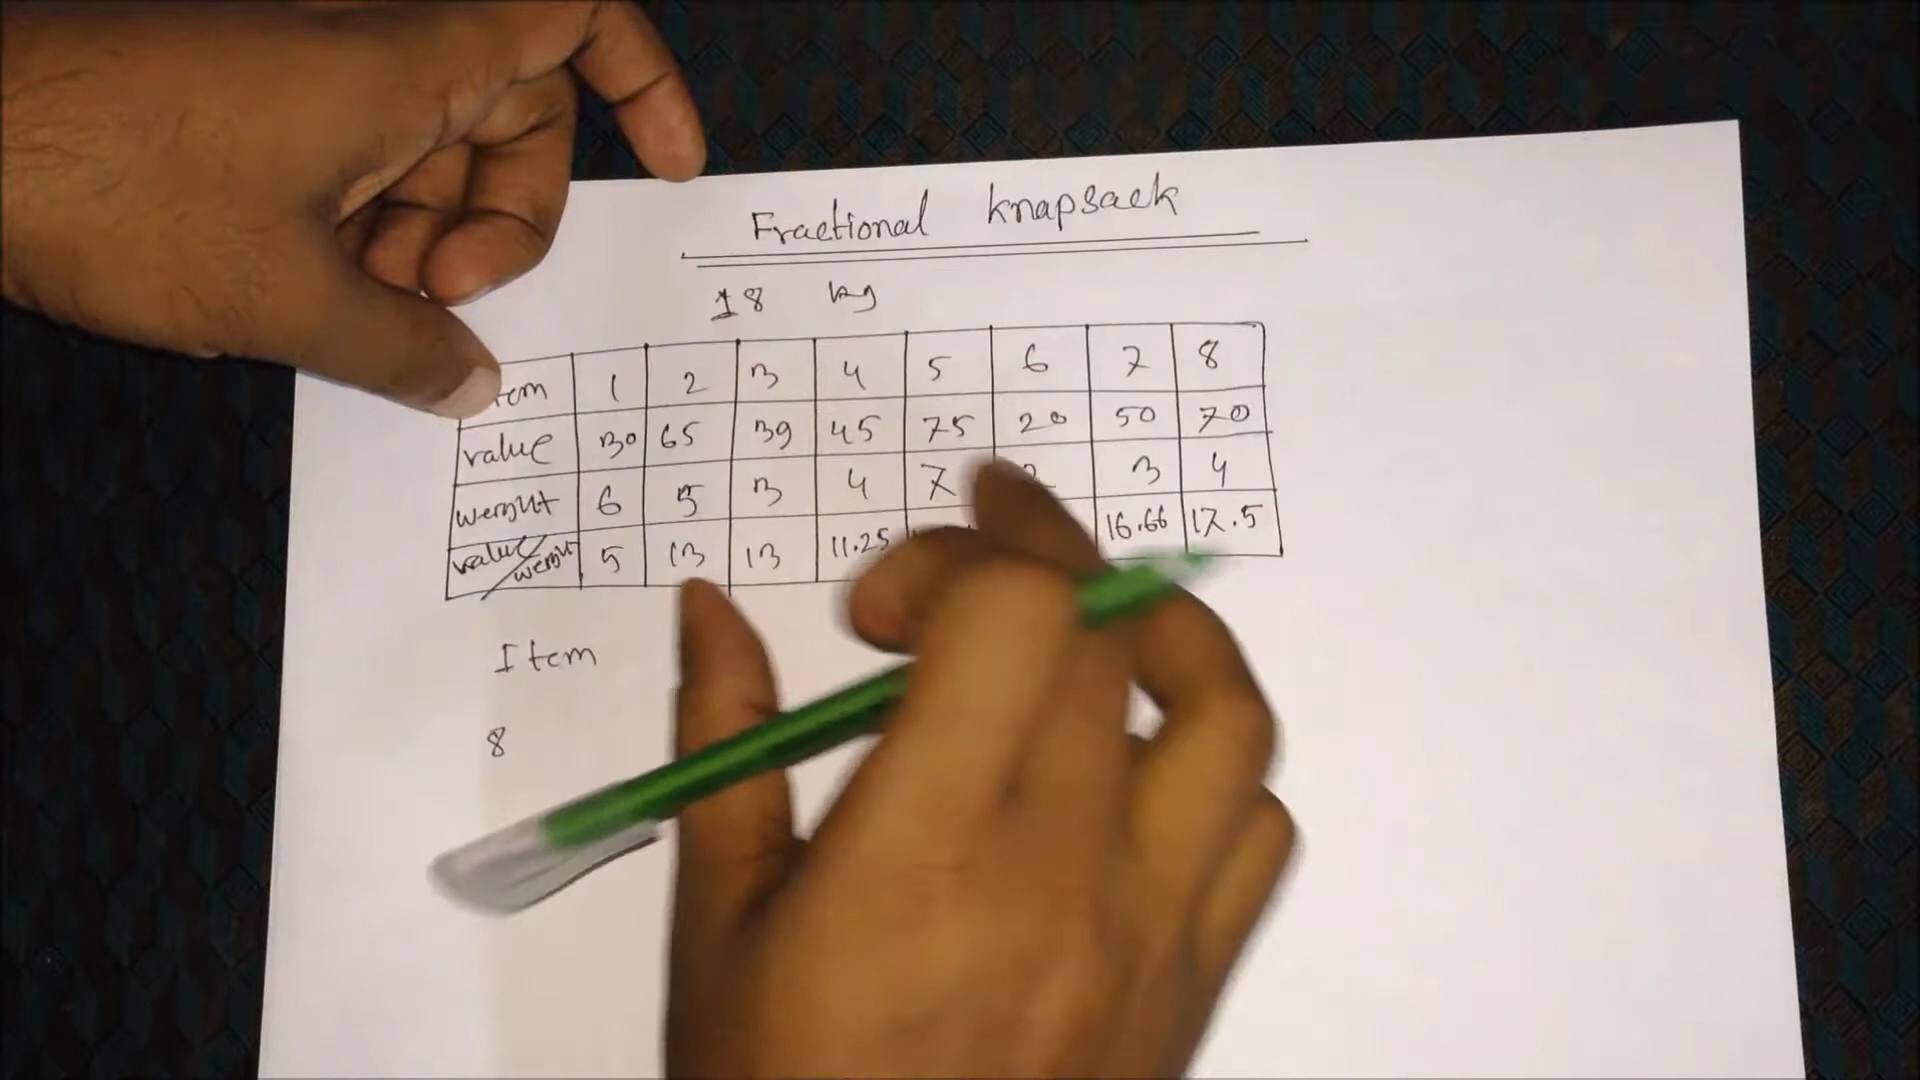 Fractional knapsack
18 kg
tem 1 2 3 4 5 6 7 8
value 30 65 39 45 75 20 50 70
weight 6 5 3 4 7 2 3 4
value/weight 5 13 13 11.25 16.66 17.5
Item
8